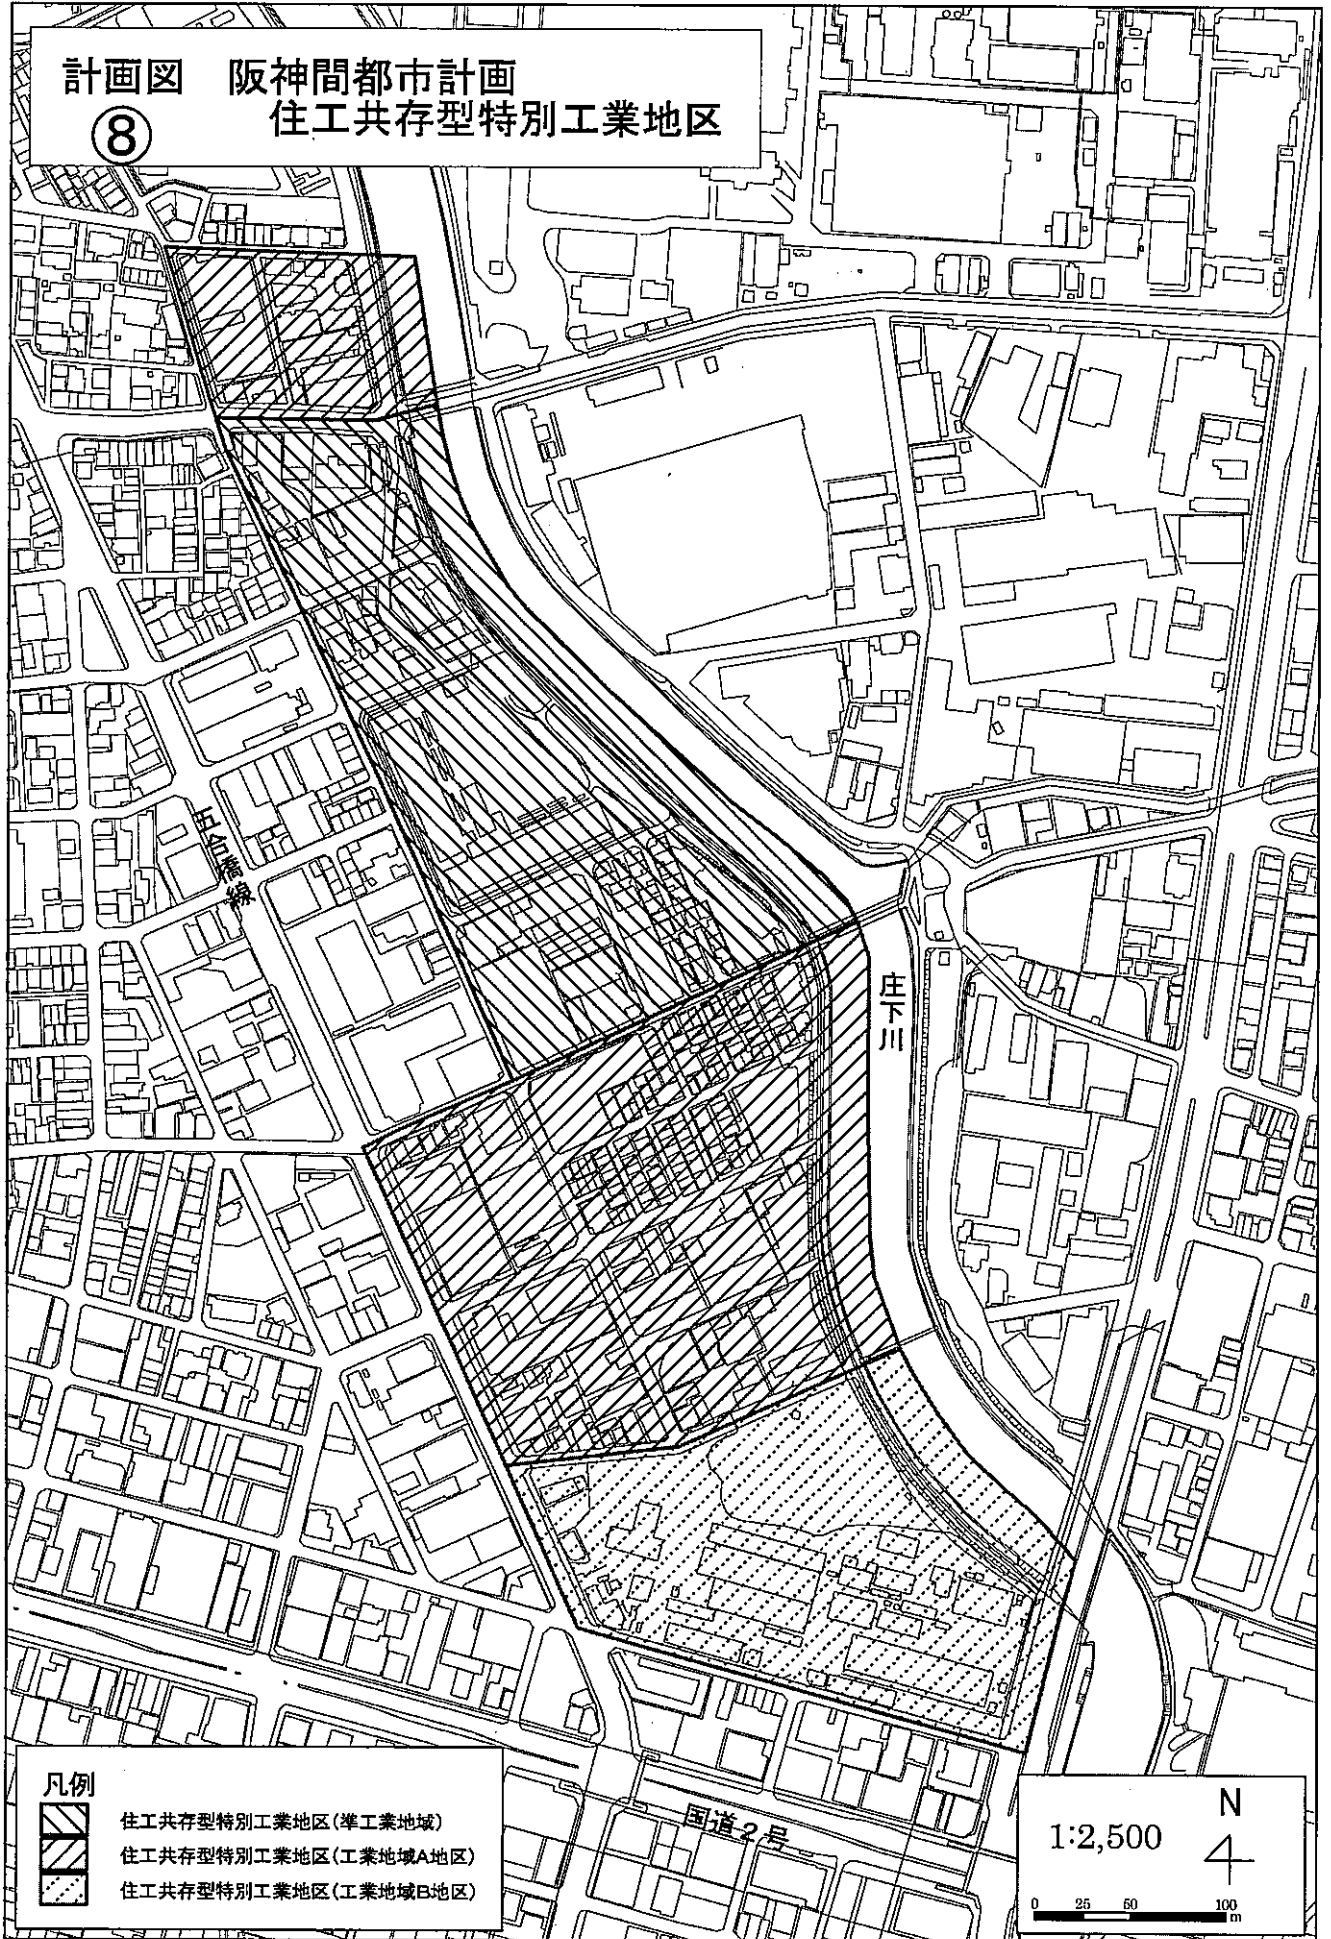 計画図 阪神間都市計画
⑧ 住工共存型特別工業地区
五合橋線
庄下川
国道2号
凡例
住工共存型特別工業地区(準工業地域)
住工共存型特別工業地区(工業地域A地区)
住工共存型特別工業地区(工業地域B地区)
N
1:2,500
0 25 50 100
m